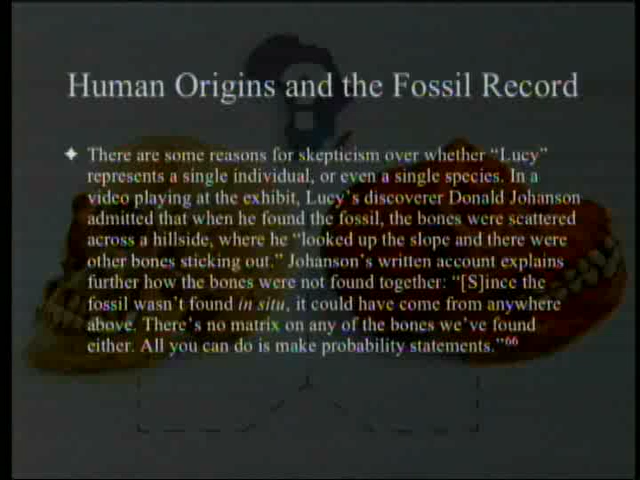 Human Origins and the Fossil Record
There are some reasons for skepticism over whether “Lucy”
represents a single individual, or even a single species. In a
video playing at the exhibit, Lucy’s discoverer Donald Johanson
admitted that when he found the fossil, the bones were scattered
across a hillside, where he “looked up the slope and there were
other bones sticking out.” Johanson’s written account explains
further how the bones were not found together: “[S]ince the
fossil wasn’t found in situ, it could have come from anywhere
above. There’s no matrix on any of the bones we’ve found
either. All you can do is make probability statements.”66